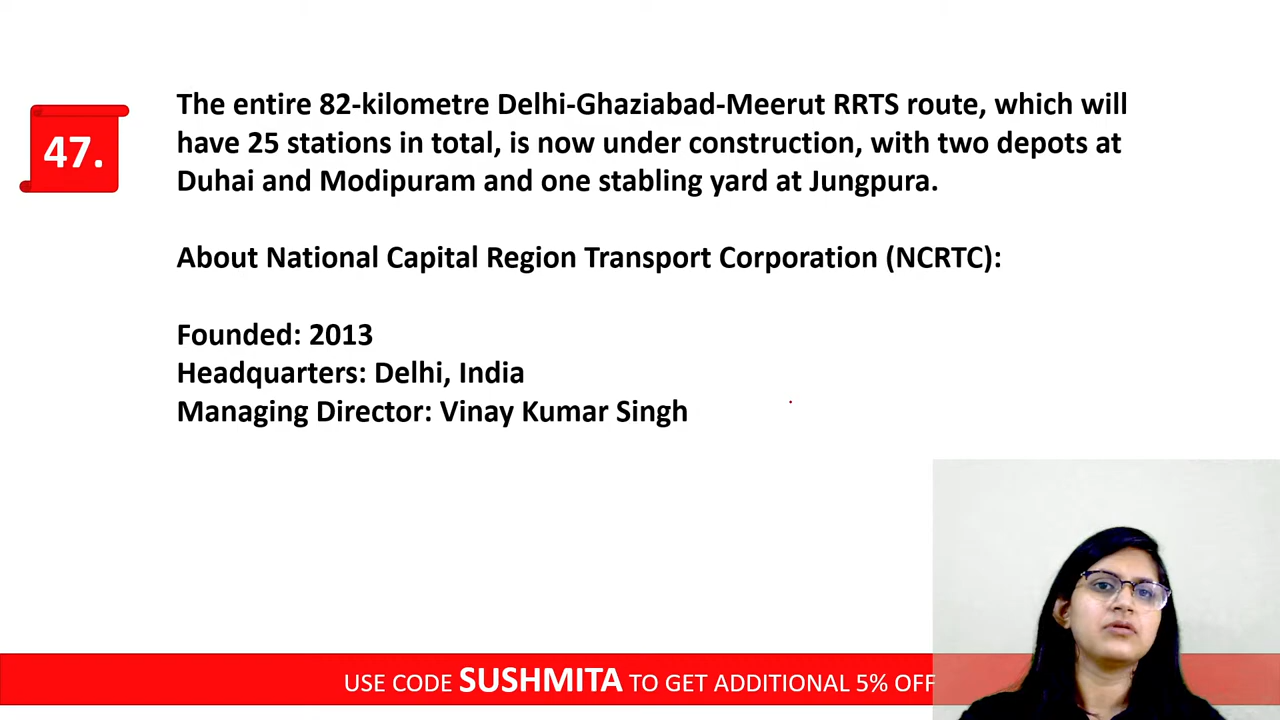 47.
The entire 82-kilometre Delhi-Ghaziabad-Meerut RRTS route, which will
have 25 stations in total, is now under construction, with two depots at
Duhai and Modipuram and one stabling yard at Jungpura.
About National Capital Region Transport Corporation (NCRTC):
Founded: 2013
Headquarters: Delhi, India
Managing Director: Vinay Kumar Singh
USE CODE SUSHMITA TO GET ADDITIONAL 5% OFF